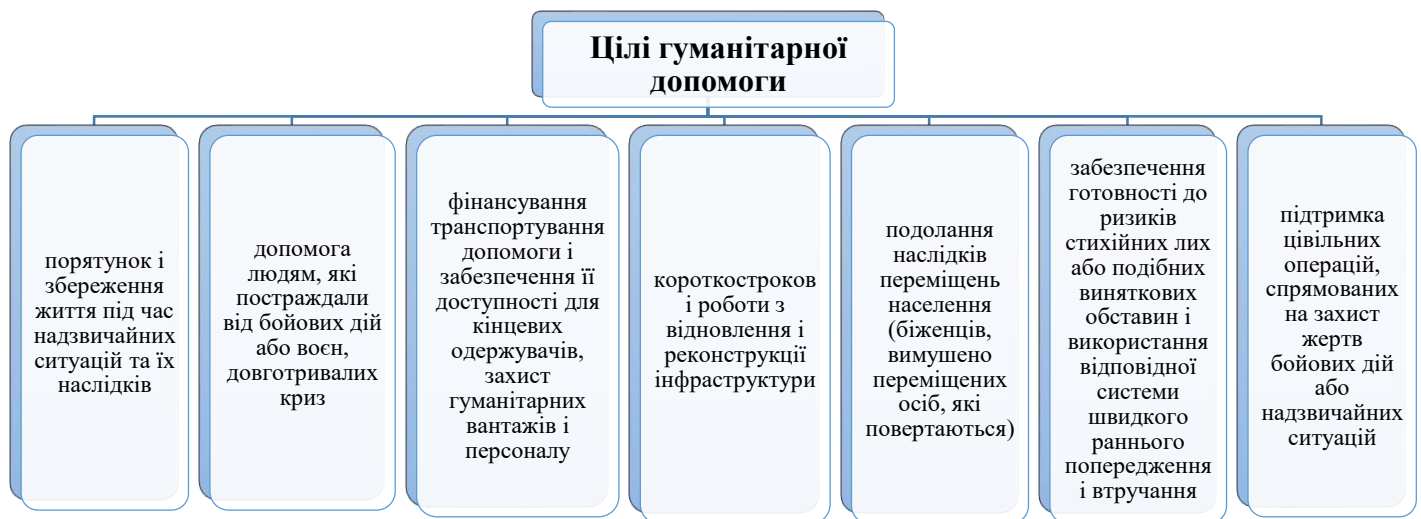 Цілі гуманітарної
допомоги
порятунок і
збереження
життя під час
надзвичайних
ситуацій та їх
наслідків
допомога
людям, які
постраждали
від бойових дій
або воєн,
довготривалих
криз
фінансування
транспортування
допомоги і
забезпечення її
доступності для
кінцевих
одержувачів,
захист
гуманітарних
вантажів і
персоналу
короткостроков
і роботи з
відновлення і
реконструкції
інфраструктури
подолання
наслідків
переміщень
населення
(біженців,
вимушено
переміщених
осіб, які
повертаються)
забезпечення
готовності до
ризиків
стихійних лих
або подібних
виняткових
обставин і
використання
відповідної
системи
швидкого
раннього
попередження
і втручання
підтримка
цівільних
операцій,
спрямованих
на захист
жертв
бойових дій
або
надзвичайних
ситуацій